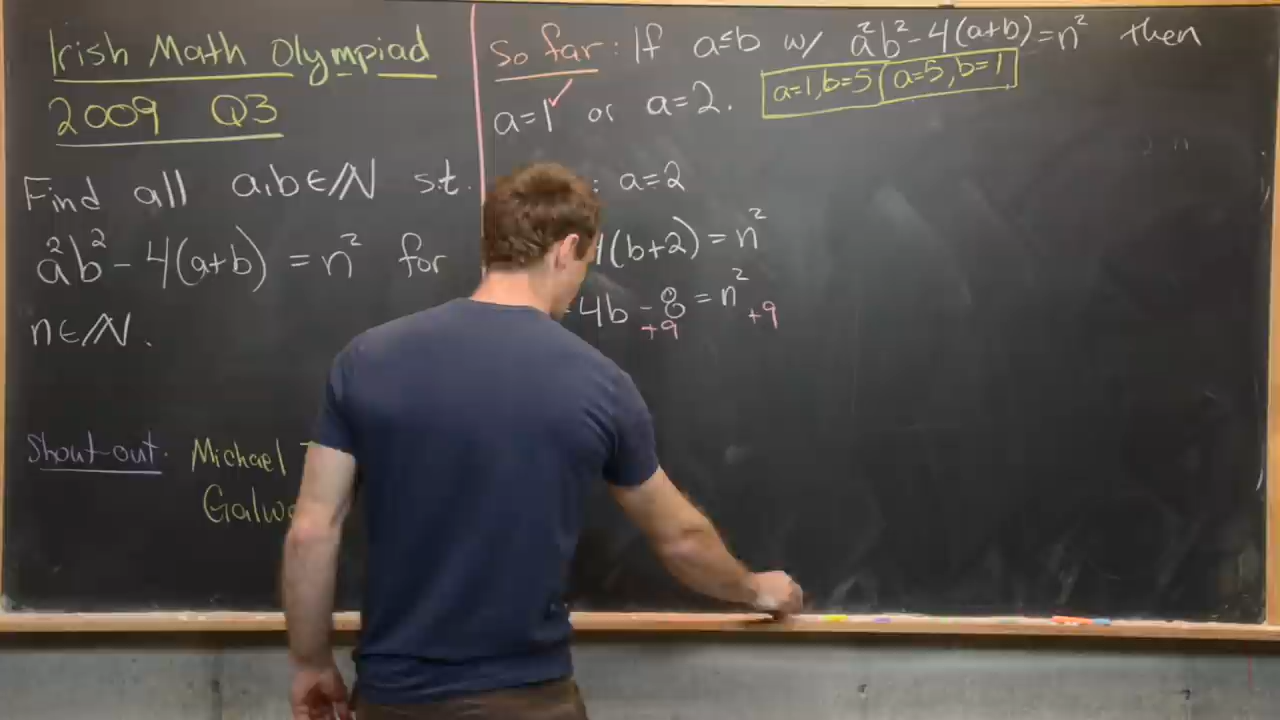 Irish Math Olympiad
2009 Q3
Find all a,b∈ℕ s.t.
a²b² - 4(a+b) = n² for
n∈ℕ.
Shout-out: Michael
So far: If a≤b w/ a²b² - 4(a+b) = n² then
a=1 ✓ or a=2. a=1, b=5 a=5, b=1
: a=2
4(b+2) = n²
- 4b - 8 = n²
+9 +9